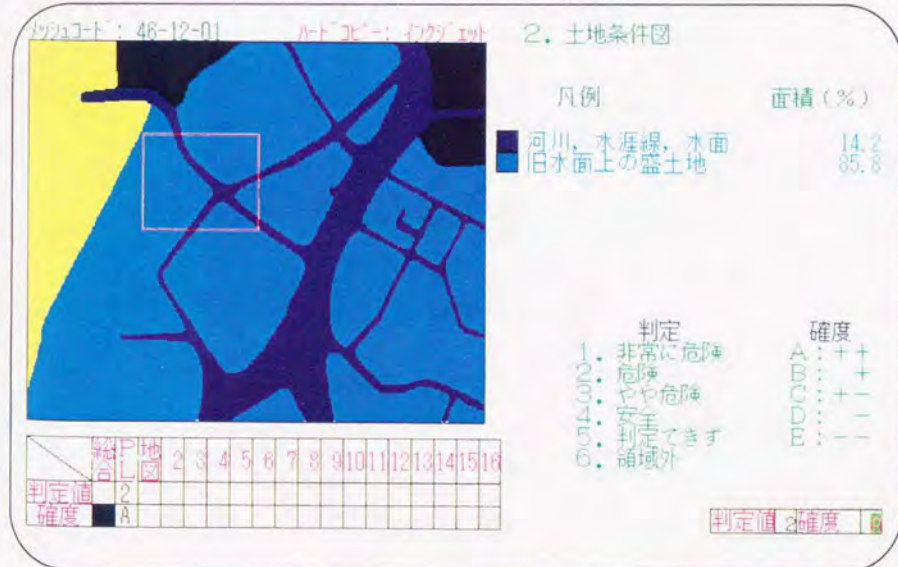 メッシュコード: 46-12-01 ハードコピー: インクジェット
2. 土地条件図
凡例 面積(%)
河川, 水涯線, 水面 14.2
旧水面上の盛土地 85.8
判定 確度
1. 非常に危険 A:++
2. 危険 B: +
3. やや危険 C:+-
4. 安全 D: -
5. 判定できず E:--
6. 領域外
総合 PL 地図 2 3 4 5 6 7 8 9 10 11 12 13 14 15 16
判定値 2
確度 A
判定値 2 確度